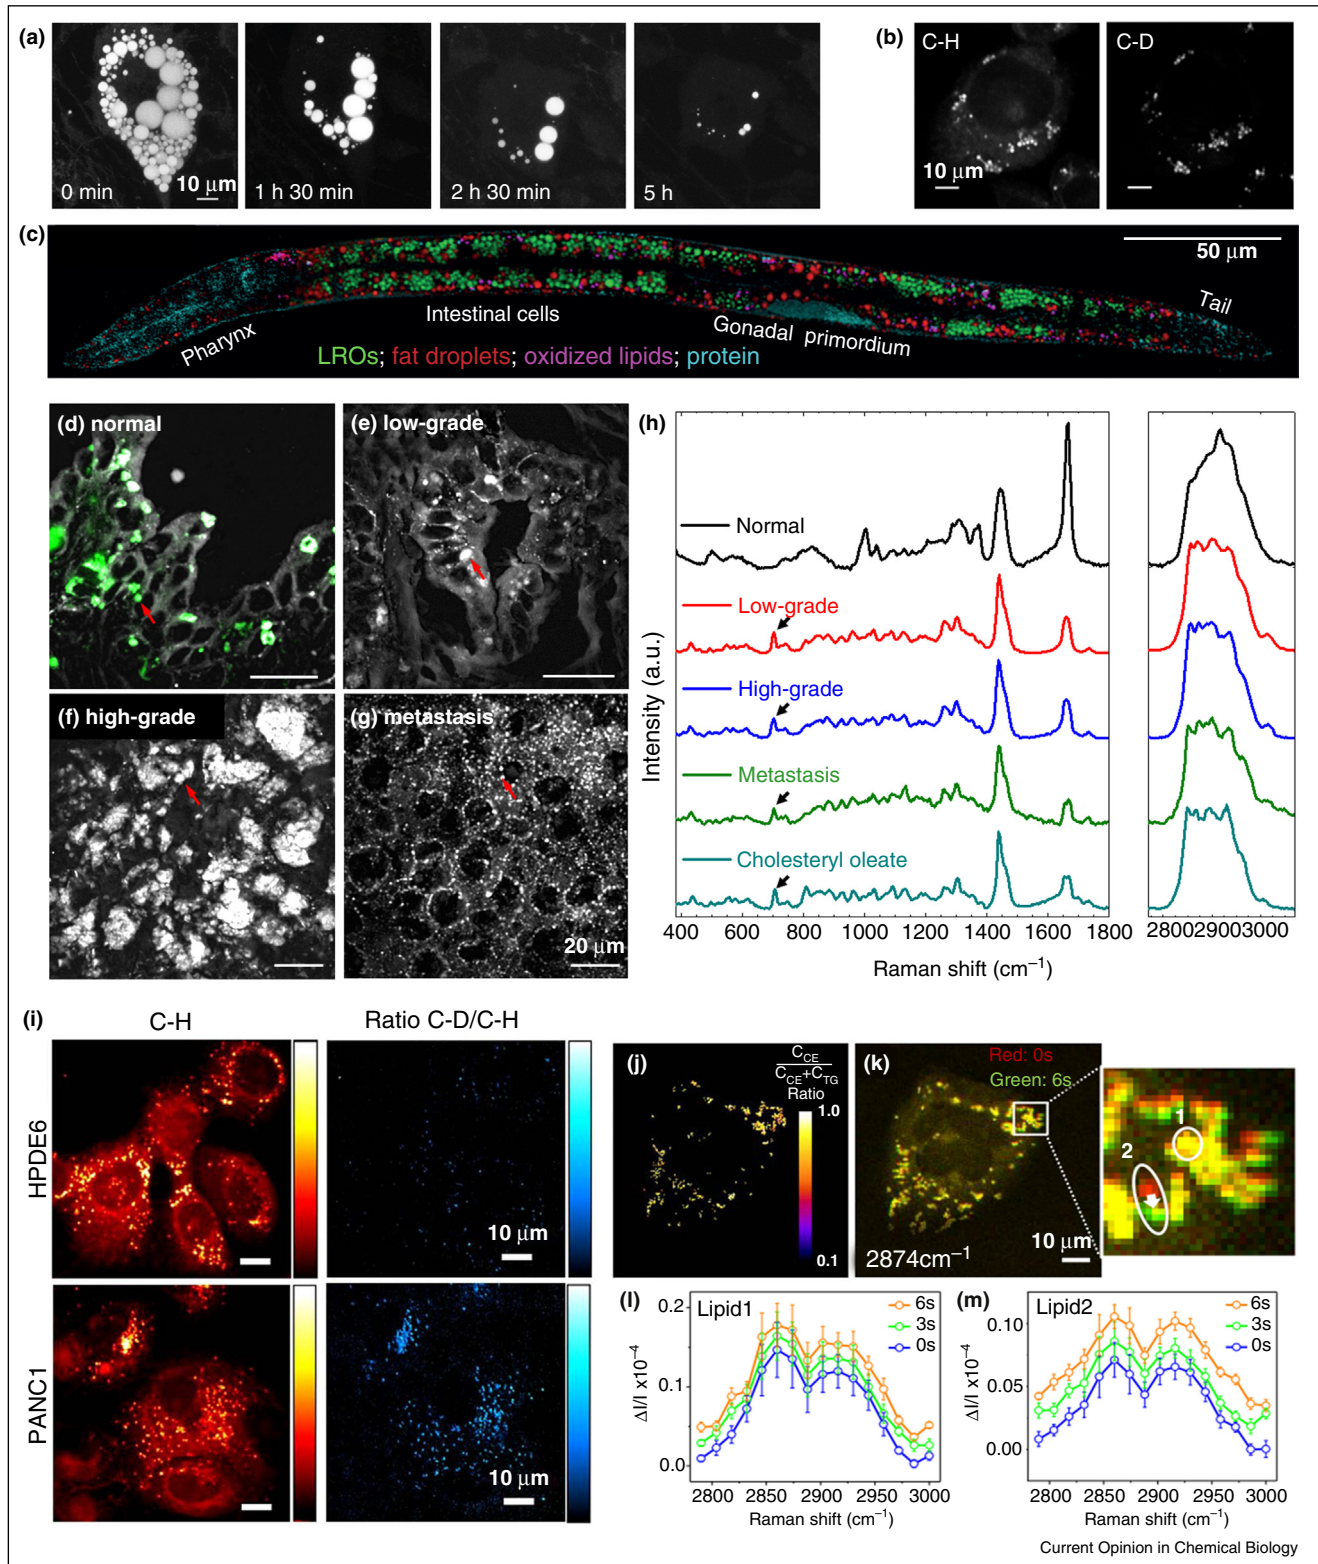 (a)
0 min
10 μm
1 h 30 min
2 h 30 min
5 h
(b)
C-H
10 μm
C-D
(c)
50 μm
Pharynx
Intestinal cells
Gonadal primordium
Tail
LROs; fat droplets; oxidized lipids; protein
(d) normal
(e) low-grade
(f) high-grade
(g) metastasis
20 μm
(h)
Normal
Low-grade
High-grade
Metastasis
Cholesteryl oleate
Intensity (a.u.)
400 600 800 1000 1200 1400 1600 1800
2800 2900 3000
Raman shift (cm⁻¹)
(i)
C-H
Ratio C-D/C-H
HPDE6
10 μm
PANC1
10 μm
(j)
C_CE
C_CE+C_TG
Ratio
1.0
0.1
(k)
Red: 0s
Green: 6s
2874cm⁻¹
10 μm
1
2
(l)
Lipid1
6s
3s
0s
ΔI/I x10⁻⁴
0.2
0.1
0.0
2800 2850 2900 2950 3000
Raman shift (cm⁻¹)
(m)
Lipid2
6s
3s
0s
ΔI/I x10⁻⁴
0.10
0.05
0.00
2800 2850 2900 2950 3000
Raman shift (cm⁻¹)
Current Opinion in Chemical Biology